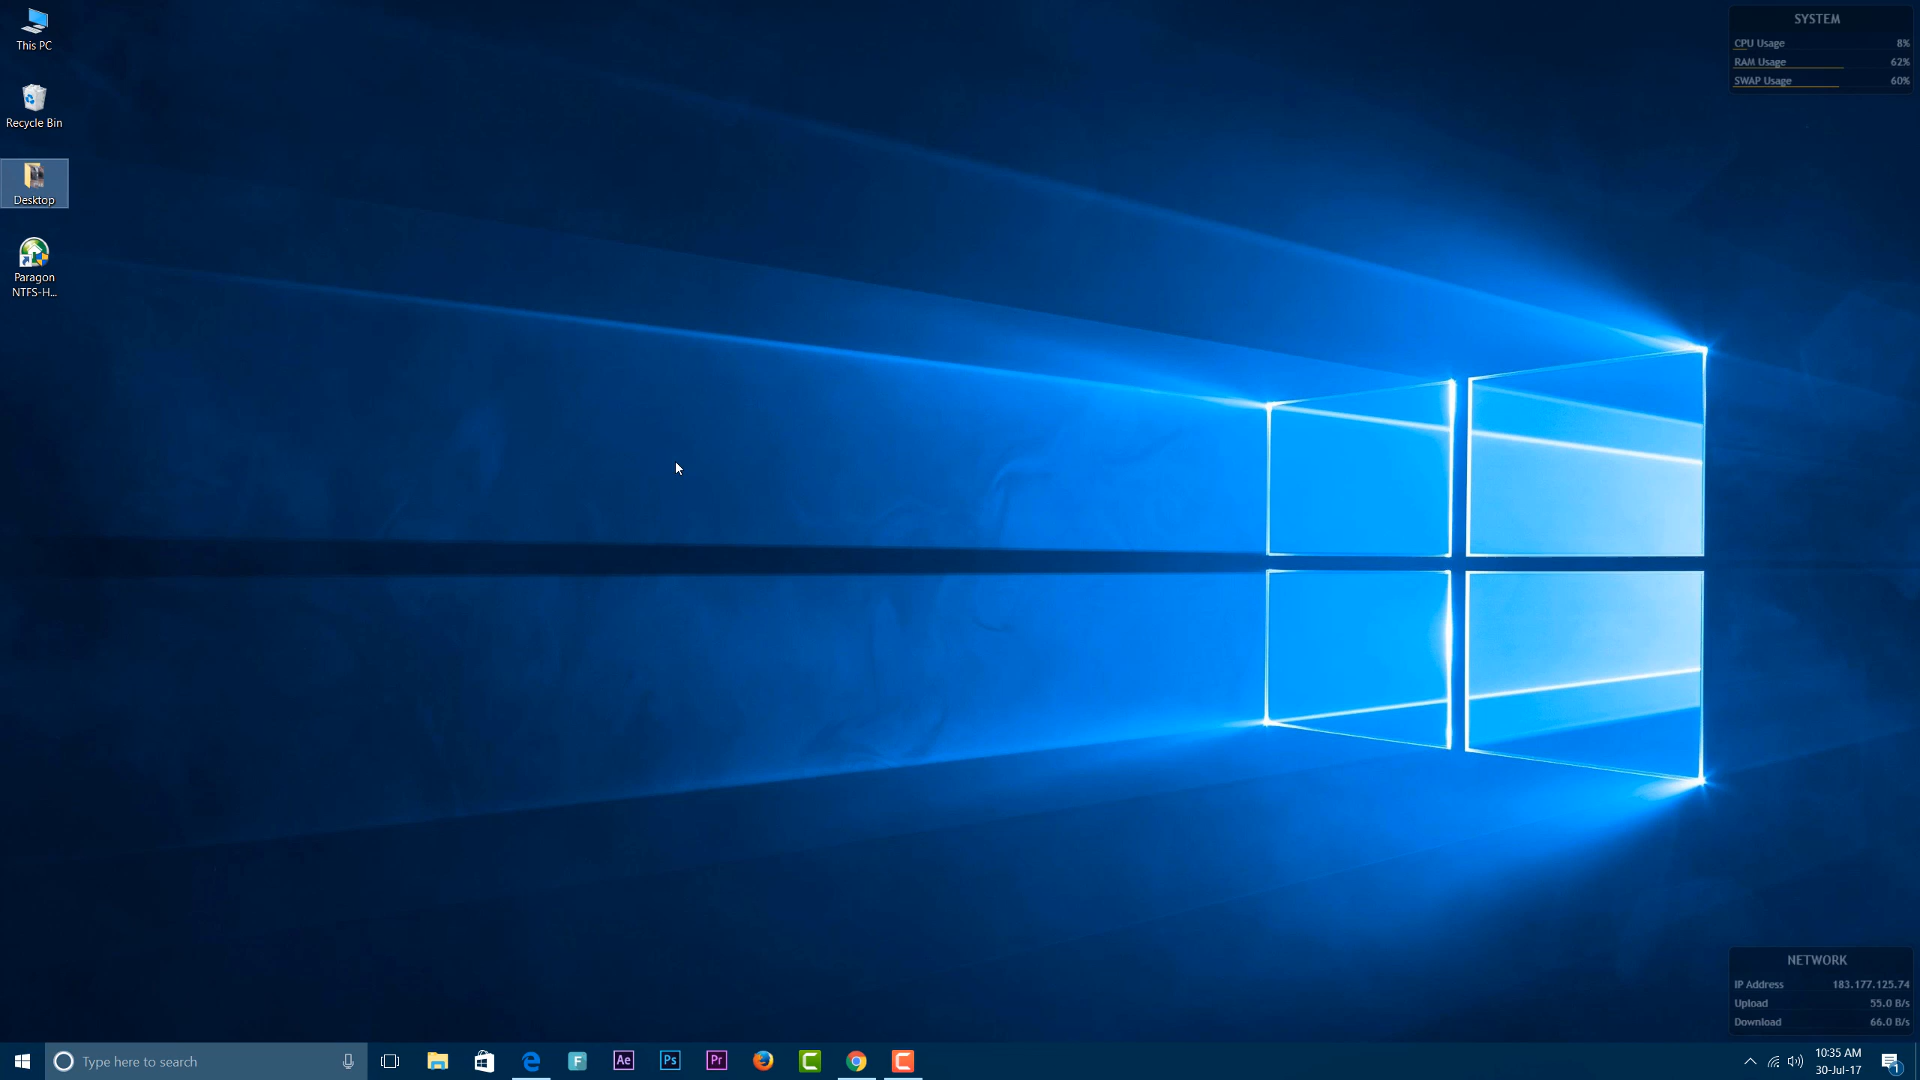 This PC
Recycle Bin
Desktop
Paragon
NTFS-H...
SYSTEM
CPU Usage 8%
RAM Usage 62%
SWAP Usage 60%
NETWORK
IP Address 183.177.125.74
Upload 55.0 B/s
Download 66.0 B/s
Type here to search
F
Ae
Ps
Pr
10:35 AM
30-Jul-17
1